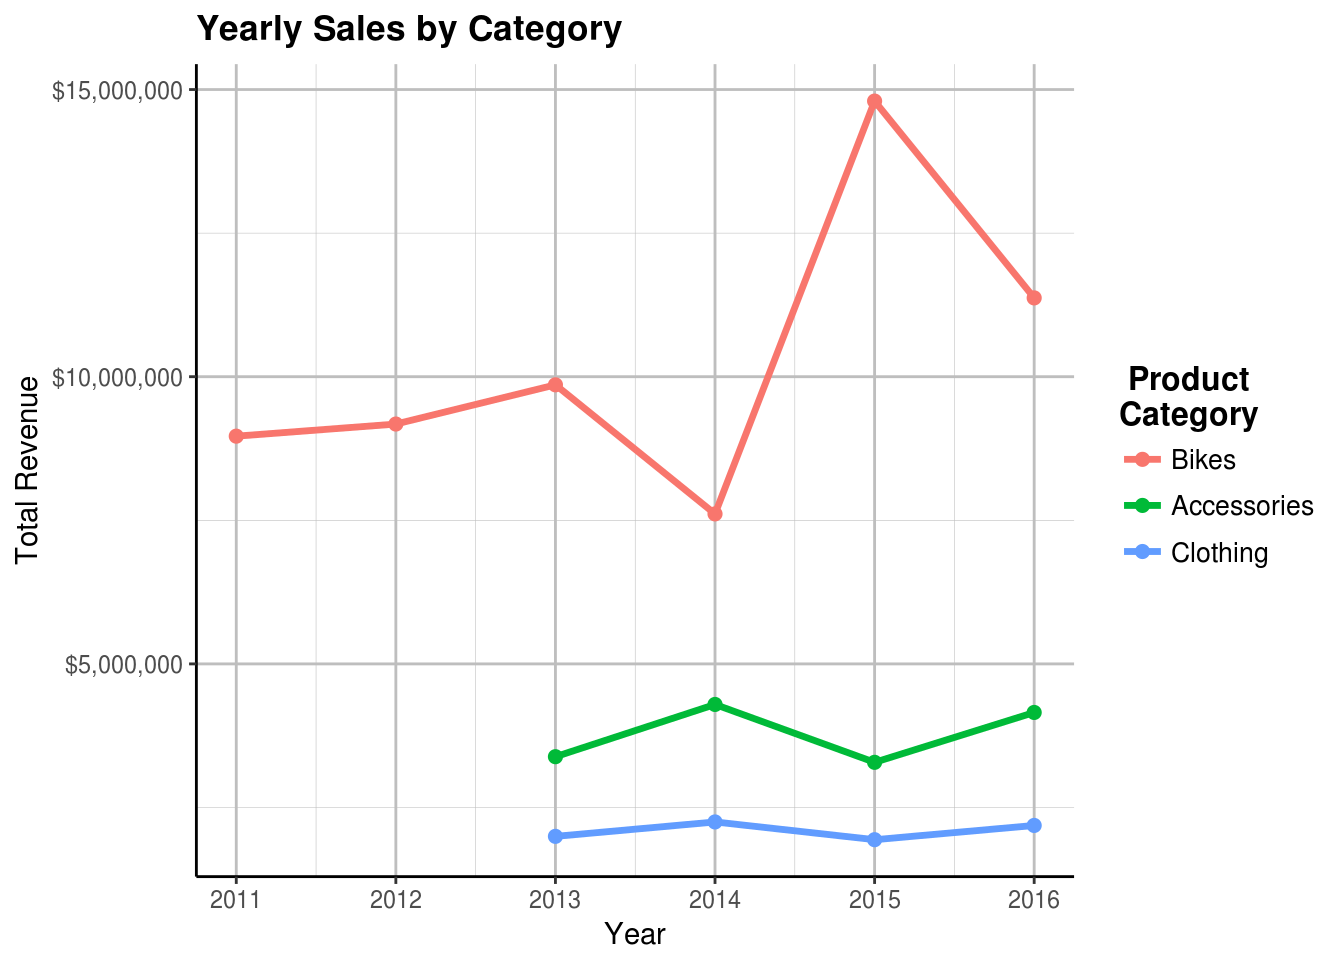 Yearly Sales by Category
$15,000,000
$10,000,000
$5,000,000
Total Revenue
2011 2012 2013 2014 2015 2016
Year
Product
Category
Bikes
Accessories
Clothing